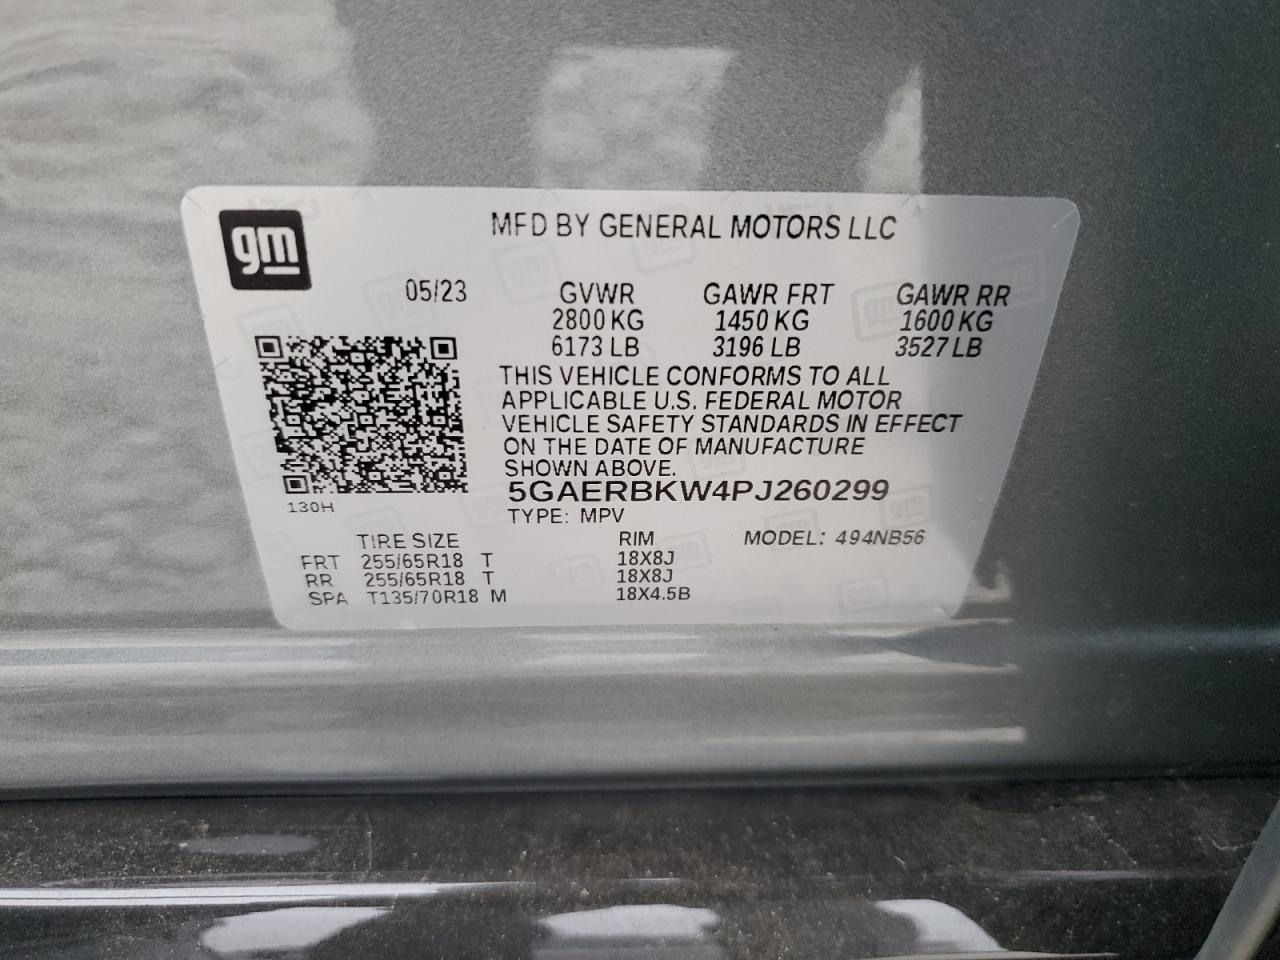 gm
MFD BY GENERAL MOTORS LLC
05/23 GVWR GAWR FRT GAWR RR
2800 KG 1450 KG 1600 KG
6173 LB 3196 LB 3527 LB
THIS VEHICLE CONFORMS TO ALL
APPLICABLE U.S. FEDERAL MOTOR
VEHICLE SAFETY STANDARDS IN EFFECT
ON THE DATE OF MANUFACTURE
SHOWN ABOVE.
5GAERBKW4PJ260299
130H
TYPE: MPV
TIRE SIZE RIM MODEL: 494NB56
FRT 255/65R18 T 18X8J
RR 255/65R18 T 18X8J
SPA T135/70R18 M 18X4.5B